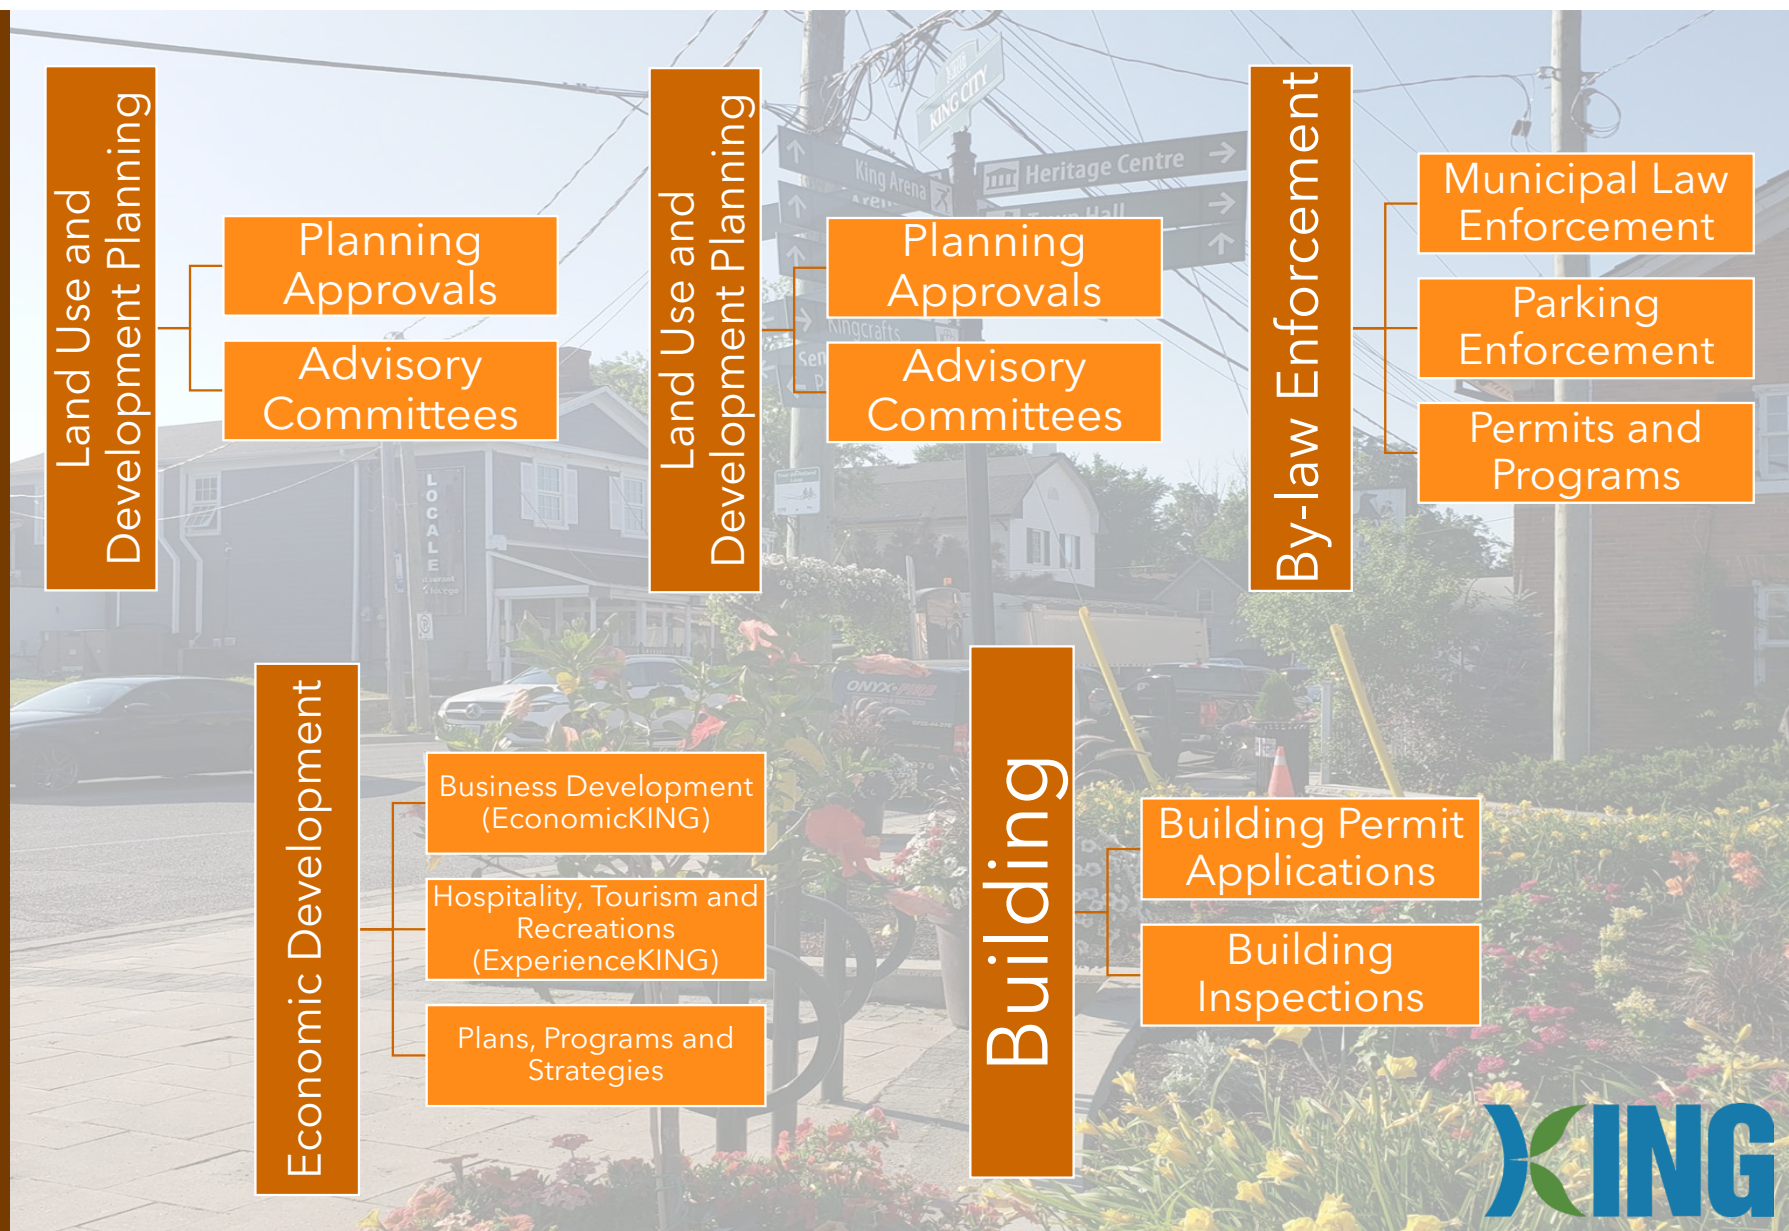 Land Use and
Development Planning
Planning
Approvals
Advisory
Committees
Land Use and
Development Planning
Planning
Approvals
Advisory
Committees
By-law Enforcement
Municipal Law
Enforcement
Parking
Enforcement
Permits and
Programs
KING CITY
King Arena
Heritage Centre
Town Hall
Kingcrafts
LOCALE
ONYX-FIRE
Economic Development
Business Development
(EconomicKING)
Hospitality, Tourism and
Recreations
(ExperienceKING)
Plans, Programs and
Strategies
Building
Building Permit
Applications
Building
Inspections
KING